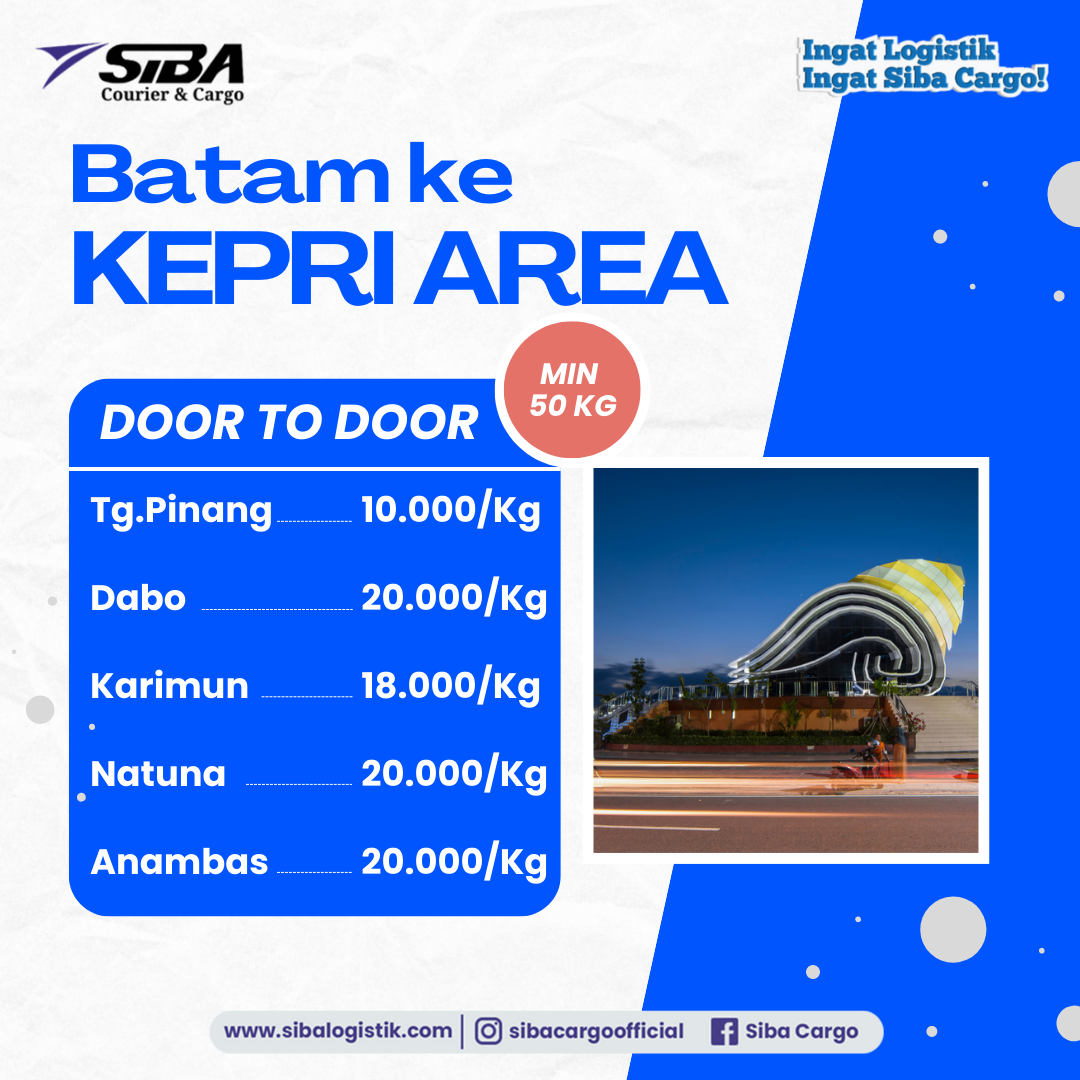 SIBA
Courier & Cargo
Ingat Logistik
Ingat Siba Cargo!
Batam ke
KEPRI AREA
MIN
50 KG
DOOR TO DOOR
Tg.Pinang 10.000/Kg
Dabo 20.000/Kg
Karimun 18.000/Kg
Natuna 20.000/Kg
Anambas 20.000/Kg
www.sibalogistik.com | sibacargoofficial Siba Cargo